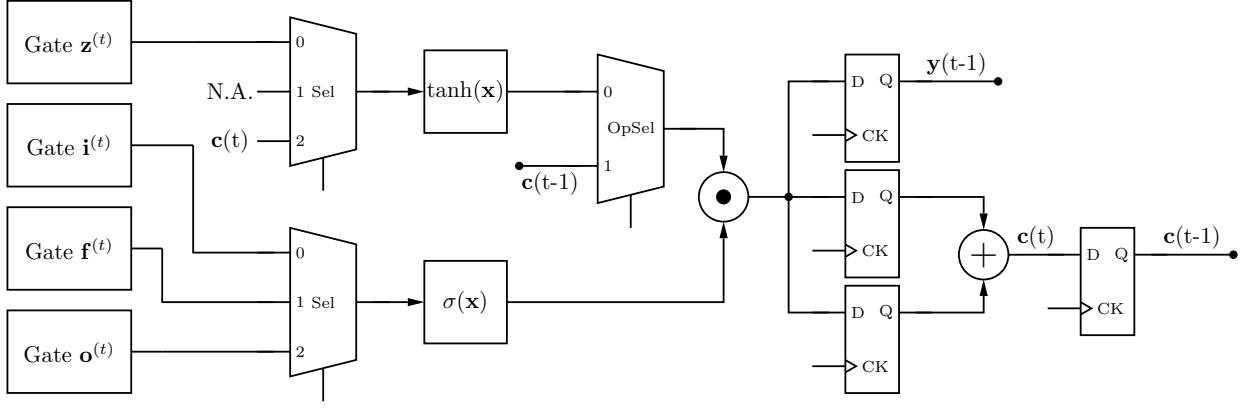 Gate z^(t)
0
N.A.
1 Sel
c(t)
2
tanh(x)
0
OpSel
1
c(t-1)
Gate i^(t)
Gate f^(t)
Gate o^(t)
0
1 Sel
2
σ(x)
D Q
CK
y(t-1)
D Q
CK
D Q
CK
+
c(t)
D Q
CK
c(t-1)